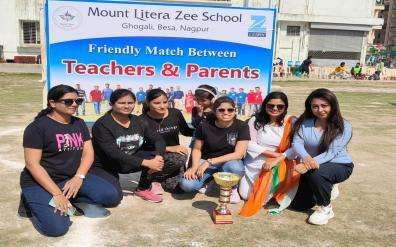 Mount Litera Zee School
Ghogali, Besa, Nagpur
Friendly Match Between
Teachers & Parents
PINK